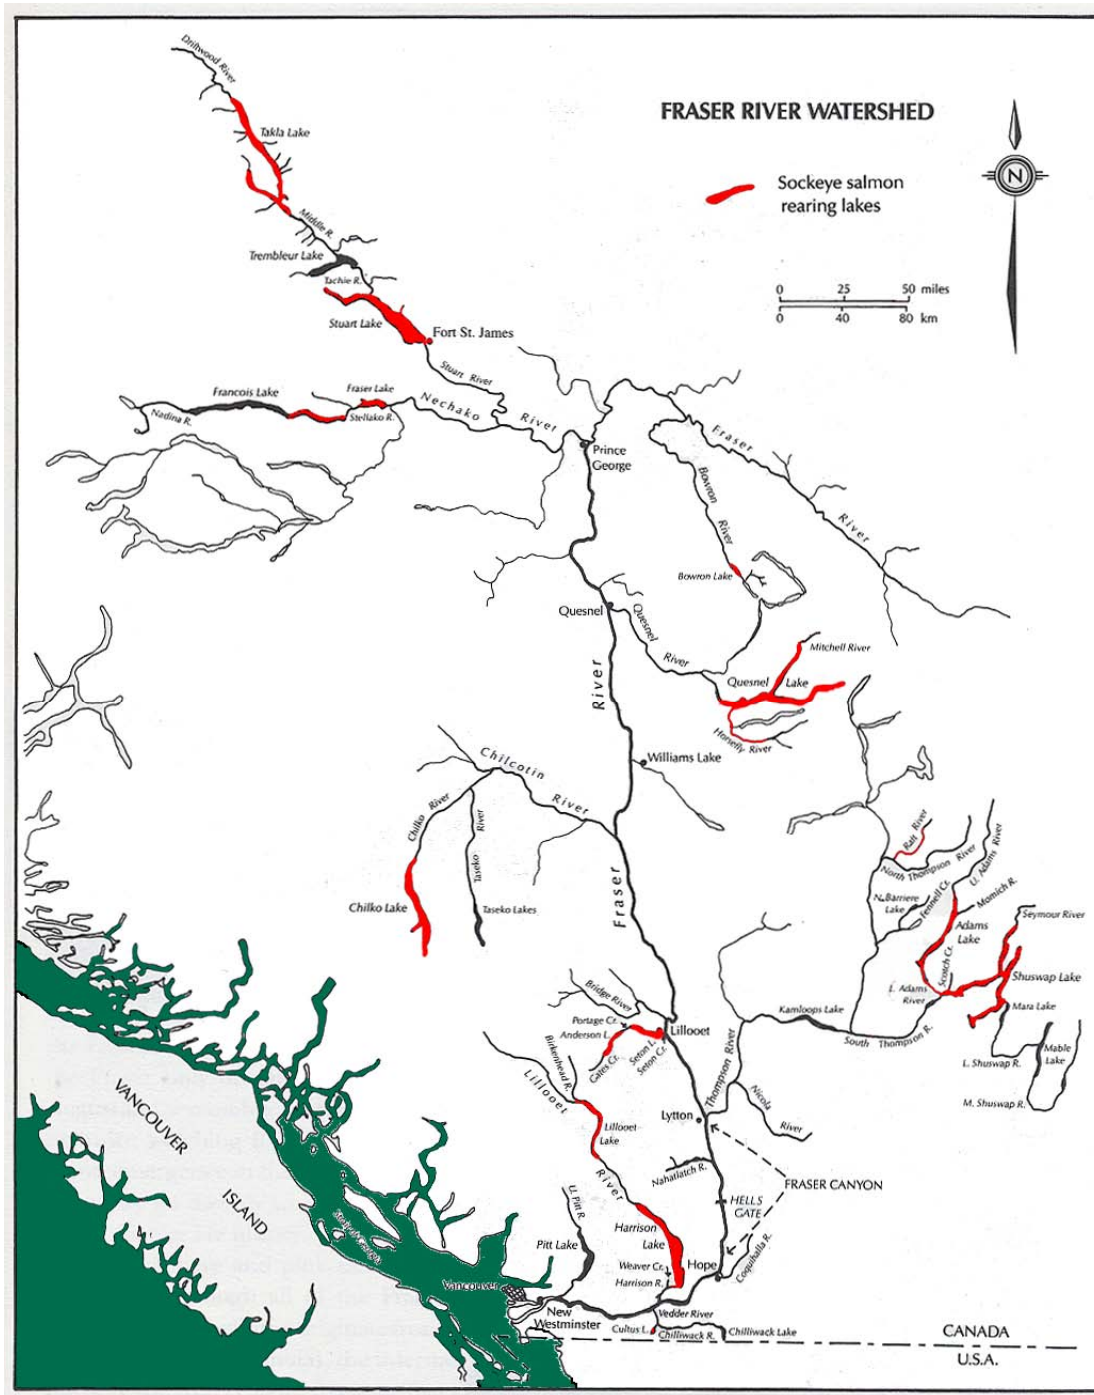 FRASER RIVER WATERSHED
Sockeye salmon
rearing lakes
N
0 25 50 miles
0 40 80 km
Driftwood River
Takla Lake
Middle R.
Trembleur Lake
Tachie R.
Stuart Lake
Fort St. James
Stuart River
Francois Lake
Fraser Lake
Nadina R.
Stellako R.
Nechako River
Prince
George
Fraser River
Bowron River
Bowron Lake
Quesnel
Quesnel River
Mitchell River
Quesnel Lake
Horsefly River
Fraser River
Williams Lake
Chilcotin River
Chilko River
Taseko River
Chilko Lake
Taseko Lakes
Raft River
North Thompson River
U. Adams River
N. Barriere
Lake
Fennell Cr.
Momich R.
Adams
Lake
Seymour River
Scotch Cr.
Shuswap Lake
L. Adams
River
Mara Lake
Kamloops Lake
South Thompson R.
Mable
Lake
L. Shuswap R.
M. Shuswap R.
Bridge River
Portage Cr.
Anderson L.
Lillooet
Gates Cr.
Seton L.
Seton Cr.
Birkenhead R.
Lillooet River
Lillooet
Lake
Thompson River
Nicola
River
Lytton
Nahatlatch R.
FRASER CANYON
HELLS
GATE
U. Pitt R.
Pitt Lake
Harrison
Lake
Weaver Cr.
Harrison R.
Hope
Coquihalla R.
VANCOUVER
ISLAND
Vancouver
New
Westminster
Vedder River
Cultus L.
Chilliwack R.
Chilliwack Lake
CANADA
U.S.A.